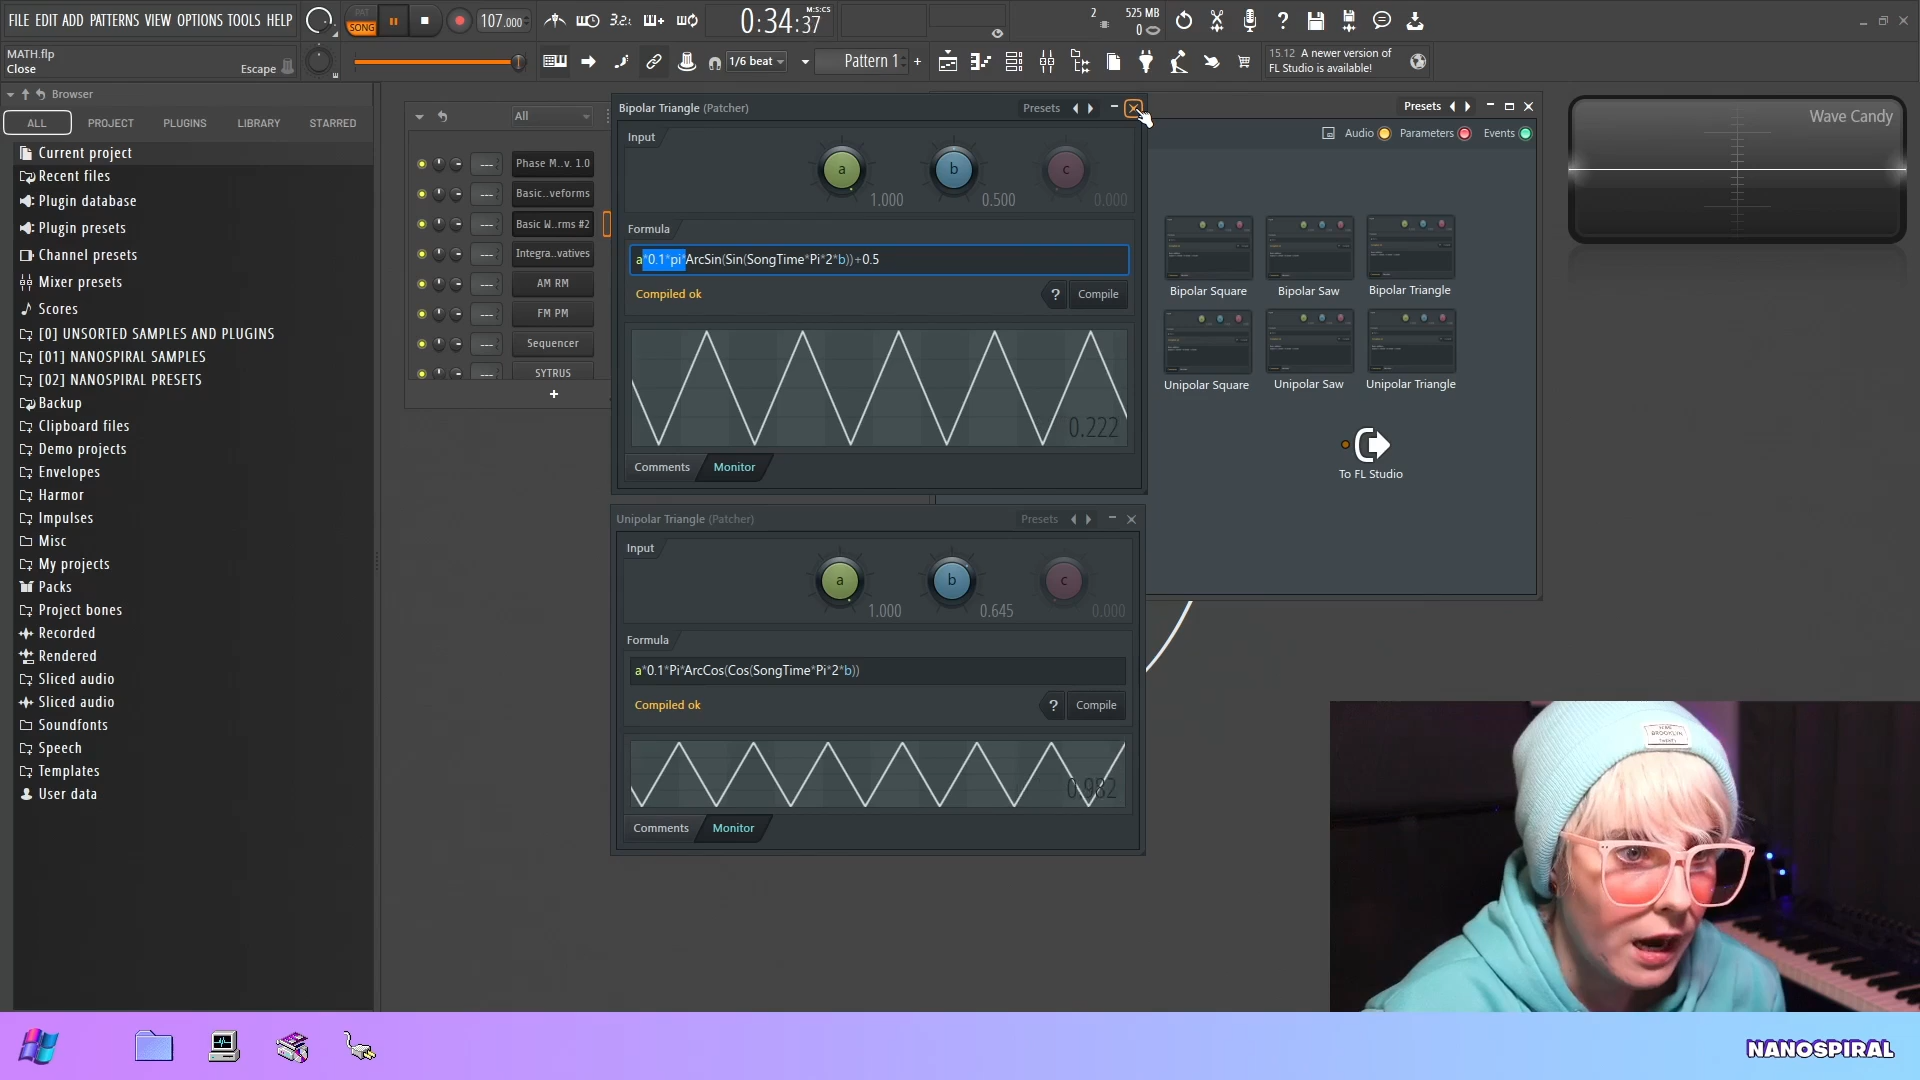 FILE EDIT ADD PATTERNS VIEW OPTIONS TOOLS HELP
PAT
SONG
107.000
3.2.
M:S:CS
0:34:37
2
525 MB
0
MATH.flp
Close
Escape
1/6 beat
Pattern 1
+
15.12 A newer version of
FL Studio is available!
Browser
ALL
PROJECT
PLUGINS
LIBRARY
STARRED
Current project
Recent files
Plugin database
Plugin presets
Channel presets
Mixer presets
Scores
[0] UNSORTED SAMPLES AND PLUGINS
[01] NANOSPIRAL SAMPLES
[02] NANOSPIRAL PRESETS
Backup
Clipboard files
Demo projects
Envelopes
Harmor
Impulses
Misc
My projects
Packs
Project bones
Recorded
Rendered
Sliced audio
Sliced audio
Soundfonts
Speech
Templates
User data
All
--- Phase M..v. 1.0
--- Basic..veforms
--- Basic W..rms #2
--- Integra..vatives
--- AM RM
--- FM PM
--- Sequencer
--- SYTRUS
+
Bipolar Triangle (Patcher)
Presets
Input
a
1.000
b
0.500
c
0.000
Formula
a*0.1*pi*ArcSin(Sin(SongTime*Pi*2*b))+0.5
Compiled ok
?
Compile
0.222
Comments
Monitor
Unipolar Triangle (Patcher)
Presets
Input
a
1.000
b
0.645
c
0.000
Formula
a*0.1*Pi*ArcCos(Cos(SongTime*Pi*2*b))
Compiled ok
?
Compile
0.982
Comments
Monitor
Presets
Audio
Parameters
Events
Bipolar Square
Bipolar Saw
Bipolar Triangle
Unipolar Square
Unipolar Saw
Unipolar Triangle
To FL Studio
Wave Candy
BROOKLYN
NANOSPIRAL